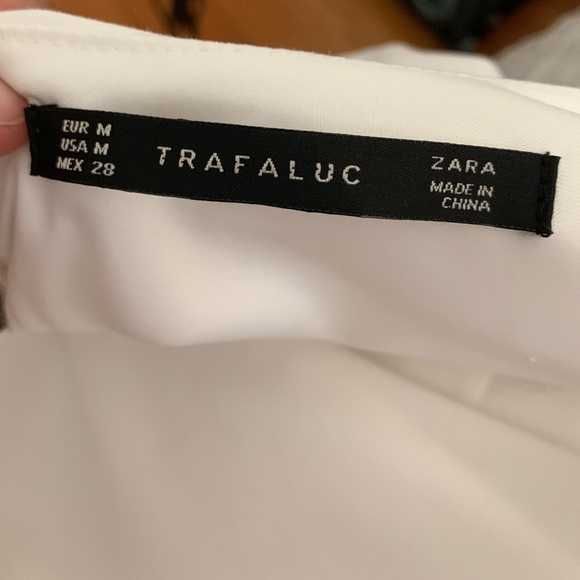 EUR M
USA M
MEX 28
TRAFALUC
ZARA
MADE IN
CHINA